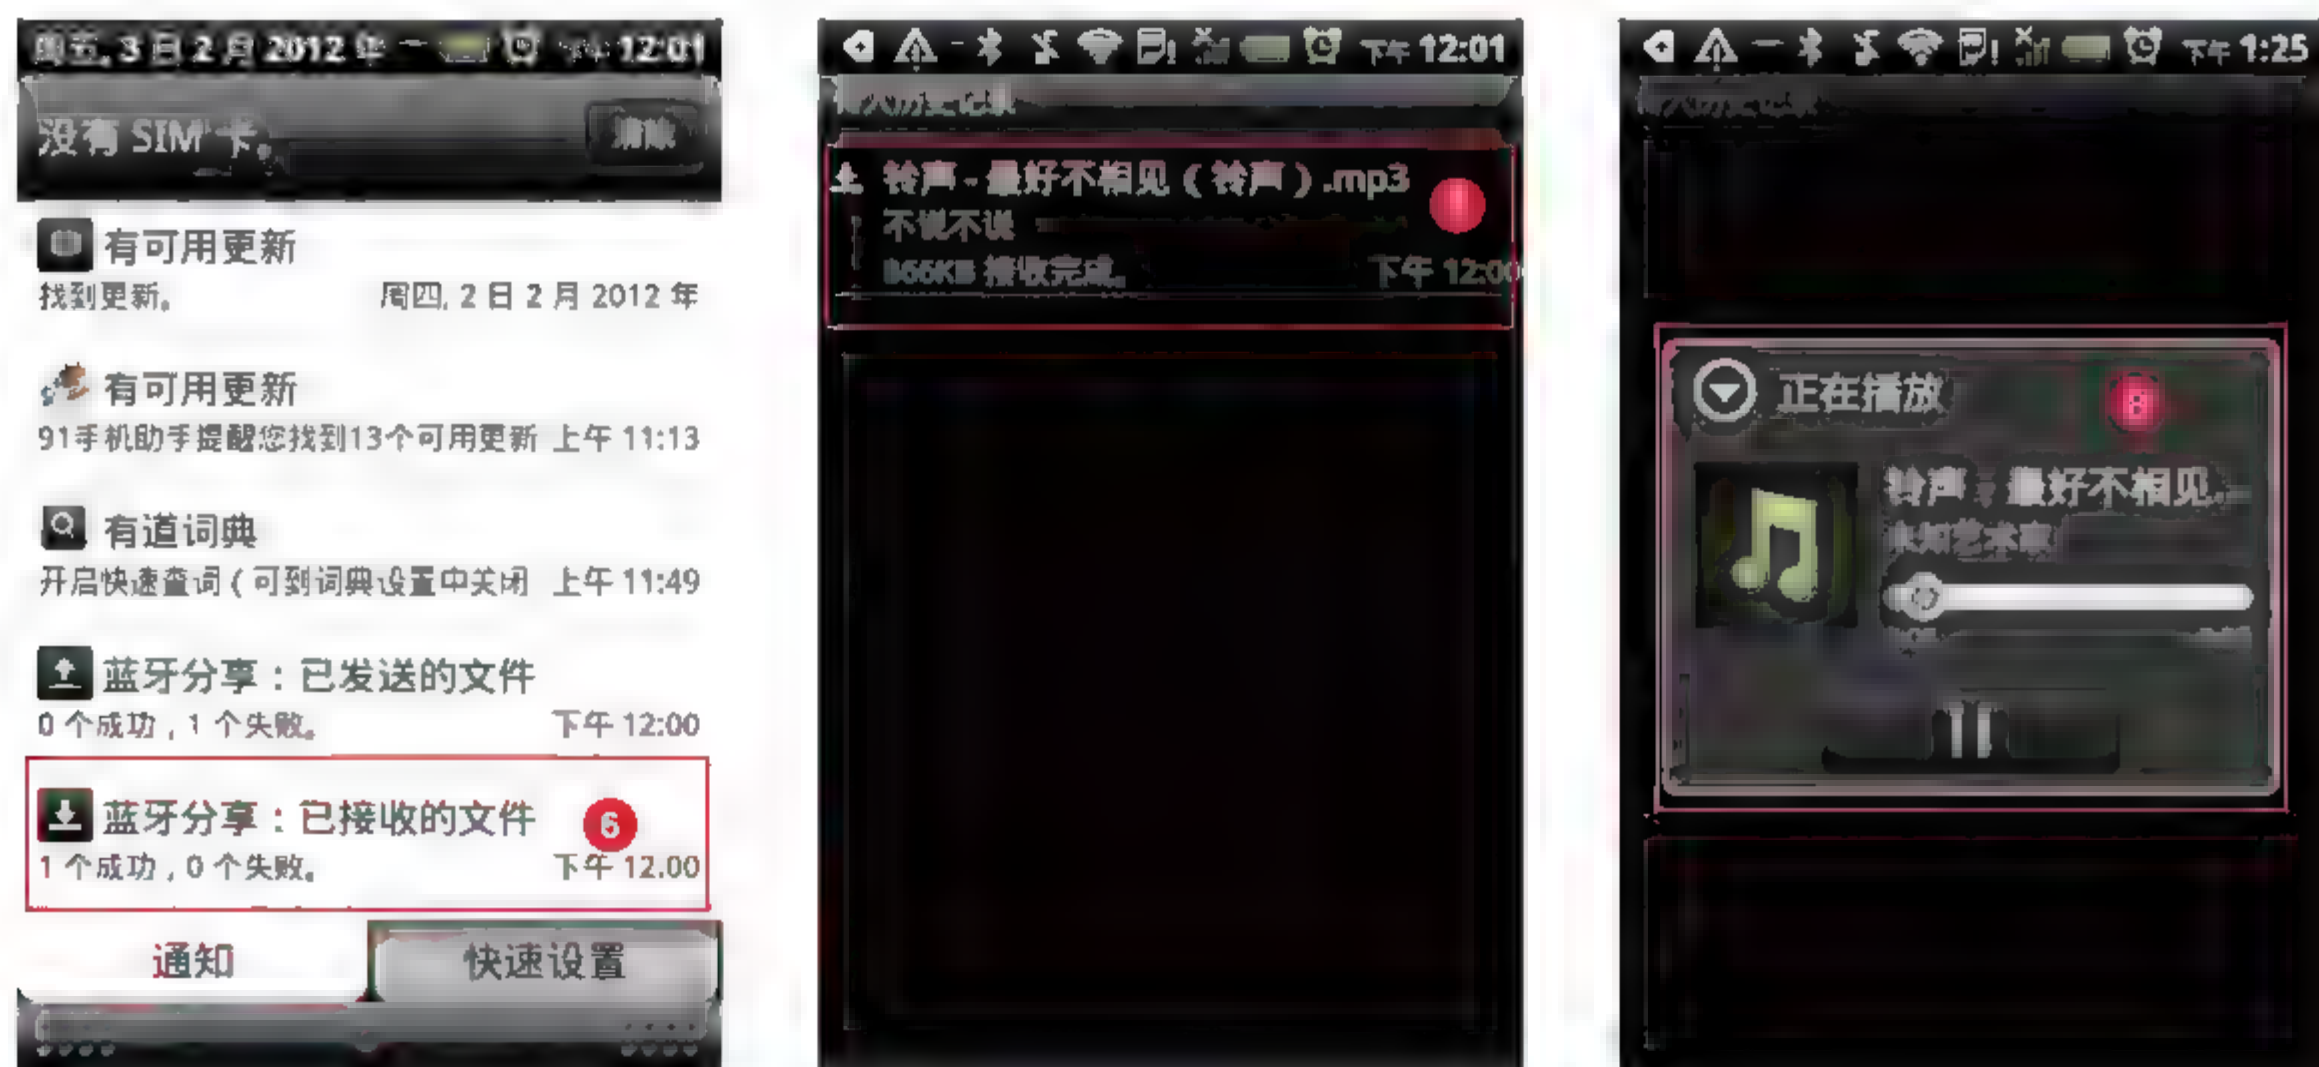 周五, 3 日 2 月 2012 年 下午 12:01
没有 SIM 卡。
清除
有可用更新
找到更新。 周四, 2 日 2 月 2012 年
有可用更新
91手机助手提醒您找到13个可用更新 上午 11:13
有道词典
开启快速查词 ( 可到词典设置中关闭 上午 11:49
蓝牙分享 : 已发送的文件
0 个成功 , 1 个失败。 下午 12:00
蓝牙分享 : 已接收的文件
6
1 个成功 , 0 个失败。 下午 12.00
通知 快速设置
下午 12:01
铃声 - 最好不相见 ( 铃声 ) .mp3
不说不说
866KB 接收完成。 下午 12:00
下午 1:25
正在播放
8
铃声 - 最好不相见